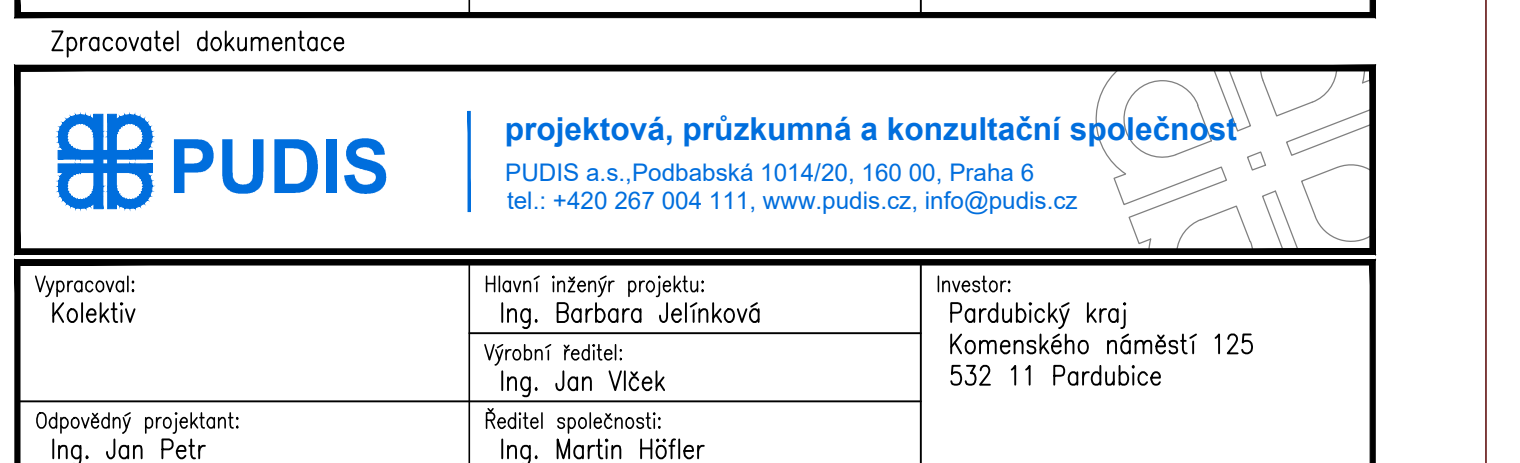 Zpracovatel dokumentace
PUDIS
projektová, průzkumná a konzultační společnost
PUDIS a.s.,Podbabská 1014/20, 160 00, Praha 6
tel.: +420 267 004 111, www.pudis.cz, info@pudis.cz
Vypracoval:
Kolektiv
Hlavní inženýr projektu:
Ing. Barbara Jelínková
Investor:
Pardubický kraj
Komenského náměstí 125
532 11 Pardubice
Výrobní ředitel:
Ing. Jan Vlček
Odpovědný projektant:
Ing. Jan Petr
Ředitel společnosti:
Ing. Martin Höfler